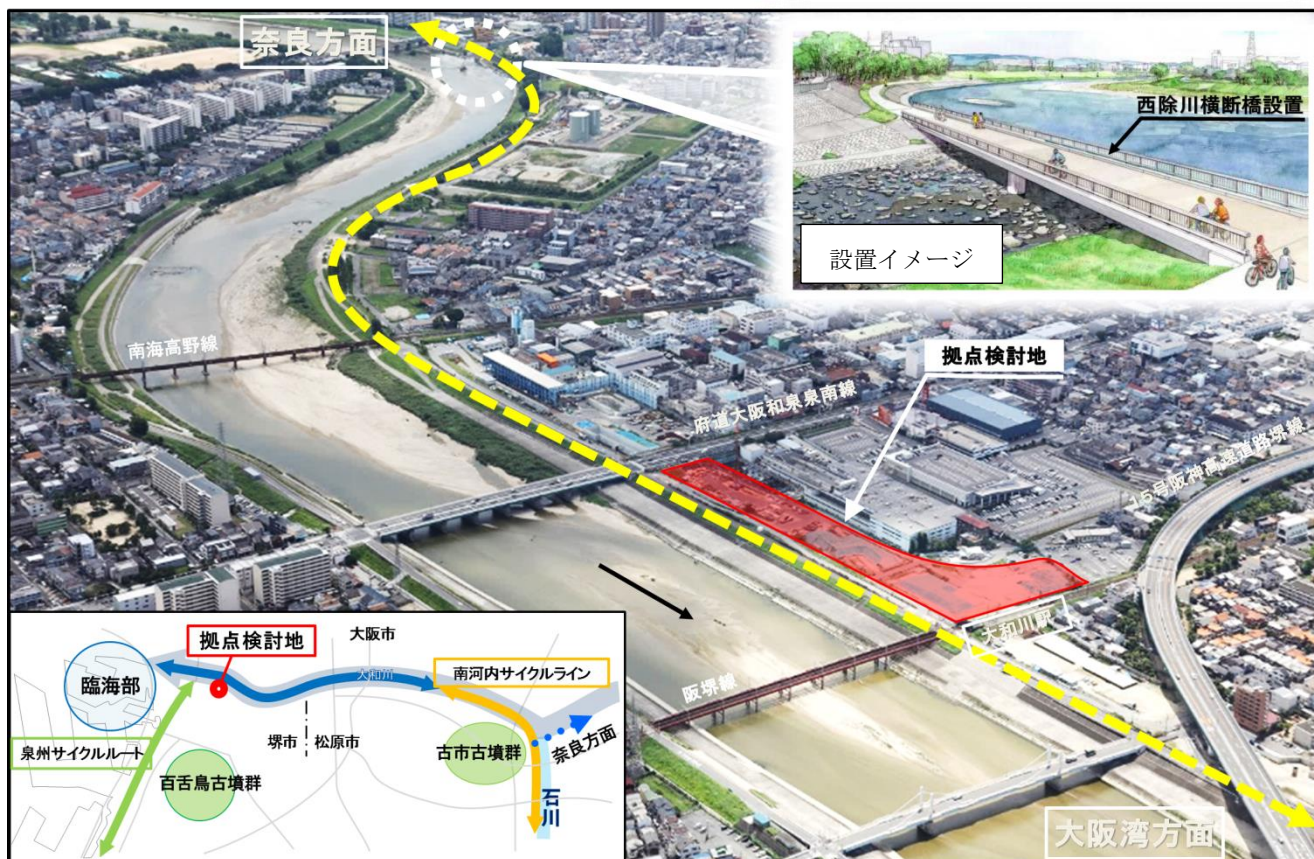 奈良方面
西除川横断橋設置
設置イメージ
南海高野線
拠点検討地
府道大阪和泉泉南線
15号阪神高速道路堺線
大和川駅
阪堺線
大阪湾方面
拠点検討地
大阪市
臨海部
大和川
南河内サイクルライン
堺市
松原市
古市古墳群
奈良方面
泉州サイクルルート
百舌鳥古墳群
石川